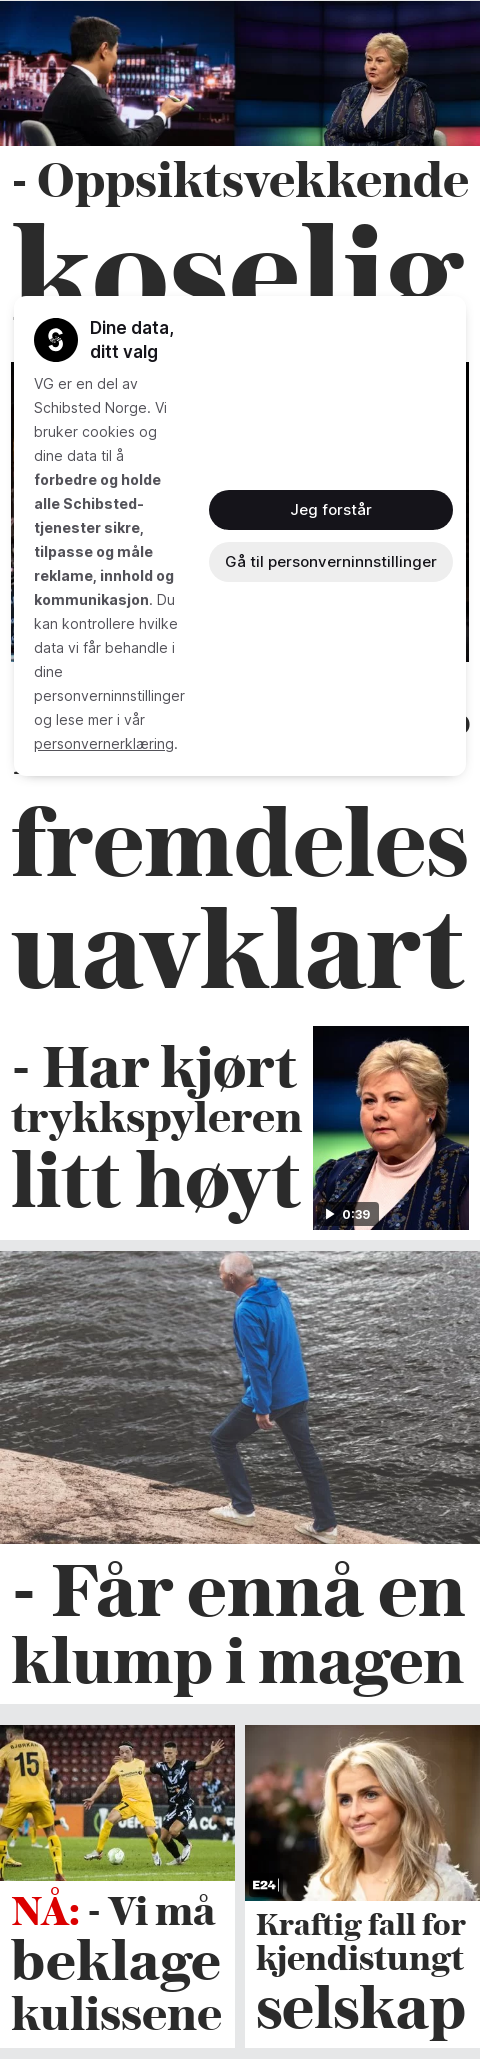 - Oppsiktsvekkende
koselig
Dine data,
ditt valg
VG er en del av
Schibsted Norge. Vi
bruker cookies og
dine data til å
forbedre og holde
alle Schibsted-
tjenester sikre,
tilpasse og måle
reklame, innhold og
kommunikasjon. Du
kan kontrollere hvilke
data vi får behandle i
dine
personverninnstillinger
og lese mer i vår
personvernerklæring.
Jeg forstår
Gå til personverninnstillinger
fremdeles
uavklart
- Har kjørt
trykkspyleren
litt høyt
0:39
- Får ennå en
klump i magen
15
NÅ: - Vi må
beklage
kulissene
E24
Kraftig fall for
kjendistungt
selskap